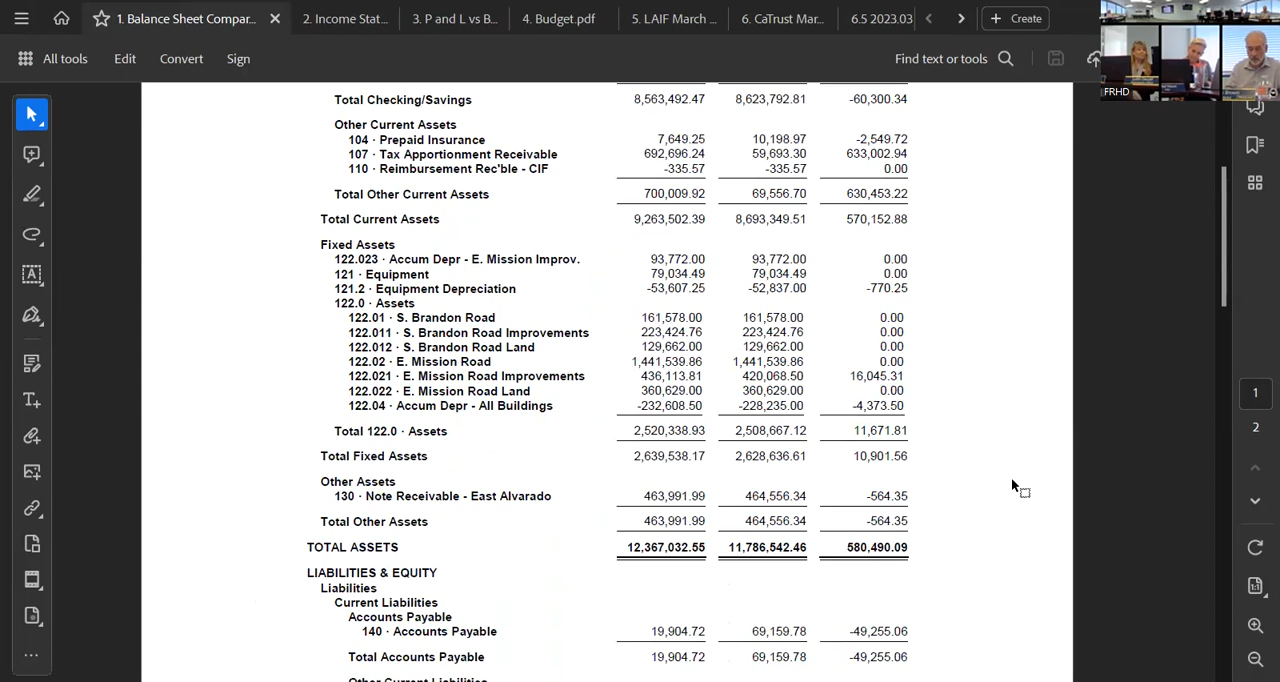 1. Balance Sheet Compar...
2. Income Stat...
3. P and L vs B...
4. Budget.pdf
5. LAIF March ...
6. CaTrust Mar...
6.5 2023.03
Create
All tools Edit Convert Sign Find text or tools
FRHD
Total Checking/Savings 8,563,492.47 8,623,792.81 -60,300.34
Other Current Assets
104 · Prepaid Insurance 7,649.25 10,198.97 -2,549.72
107 · Tax Apportionment Receivable 692,696.24 59,693.30 633,002.94
110 · Reimbursement Rec'ble - CIF -335.57 -335.57 0.00
Total Other Current Assets 700,009.92 69,556.70 630,453.22
Total Current Assets 9,263,502.39 8,693,349.51 570,152.88
Fixed Assets
122.023 · Accum Depr - E. Mission Improv. 93,772.00 93,772.00 0.00
121 · Equipment 79,034.49 79,034.49 0.00
121.2 · Equipment Depreciation -53,607.25 -52,837.00 -770.25
122.0 · Assets
122.01 · S. Brandon Road 161,578.00 161,578.00 0.00
122.011 · S. Brandon Road Improvements 223,424.76 223,424.76 0.00
122.012 · S. Brandon Road Land 129,662.00 129,662.00 0.00
122.02 · E. Mission Road 1,441,539.86 1,441,539.86 0.00
122.021 · E. Mission Road Improvements 436,113.81 420,068.50 16,045.31
122.022 · E. Mission Road Land 360,629.00 360,629.00 0.00
122.04 · Accum Depr - All Buildings -232,608.50 -228,235.00 -4,373.50
Total 122.0 · Assets 2,520,338.93 2,508,667.12 11,671.81
Total Fixed Assets 2,639,538.17 2,628,636.61 10,901.56
Other Assets
130 · Note Receivable - East Alvarado 463,991.99 464,556.34 -564.35
Total Other Assets 463,991.99 464,556.34 -564.35
TOTAL ASSETS 12,367,032.55 11,786,542.46 580,490.09
LIABILITIES & EQUITY
Liabilities
Current Liabilities
Accounts Payable
140 · Accounts Payable 19,904.72 69,159.78 -49,255.06
Total Accounts Payable 19,904.72 69,159.78 -49,255.06
Other Current Liabilities
1
2